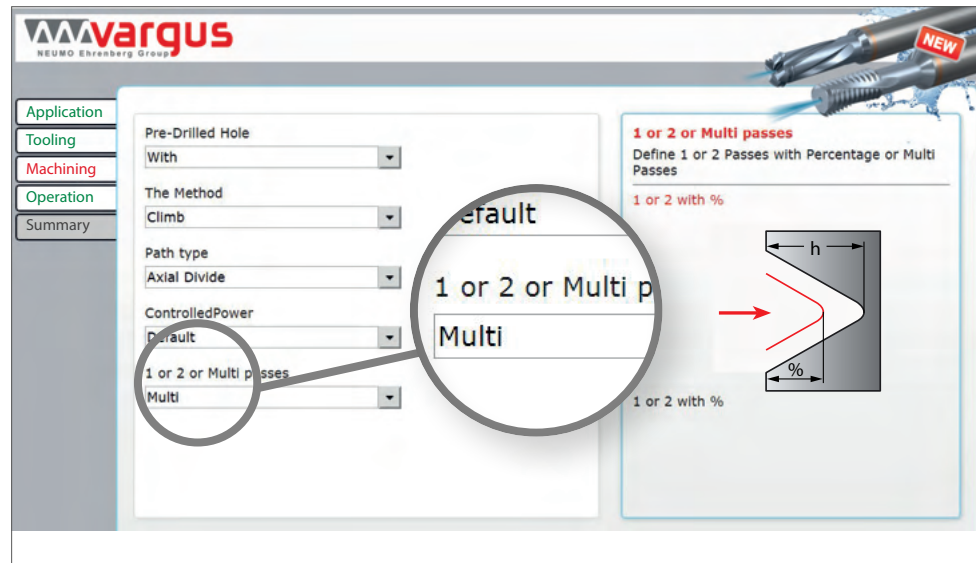 vargus
NEUMO Ehrenberg Group
NEW
Application
Tooling
Machining
Operation
Summary
Pre-Drilled Hole
With
The Method
Climb
Path type
Axial Divide
ControlledPower
Default
1 or 2 or Multi passes
Multi
efault
1 or 2 or Multi p
Multi
1 or 2 or Multi passes
Define 1 or 2 Passes with Percentage or Multi
Passes
1 or 2 with %
h
%
1 or 2 with %